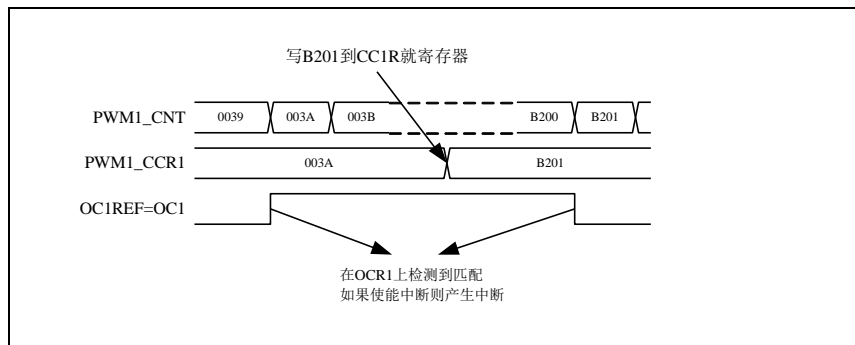 写B201到CC1R就寄存器
PWM1_CNT 0039 003A 003B B200 B201
PWM1_CCR1 003A B201
OC1REF=OC1
在OCR1上检测到匹配
如果使能中断则产生中断